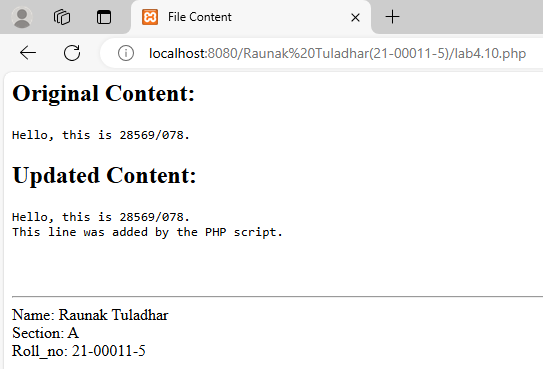 File Content
localhost:8080/Raunak%20Tuladhar(21-00011-5)/lab4.10.php
Original Content:
Hello, this is 28569/078.
Updated Content:
Hello, this is 28569/078.
This line was added by the PHP script.
Name: Raunak Tuladhar
Section: A
Roll_no: 21-00011-5